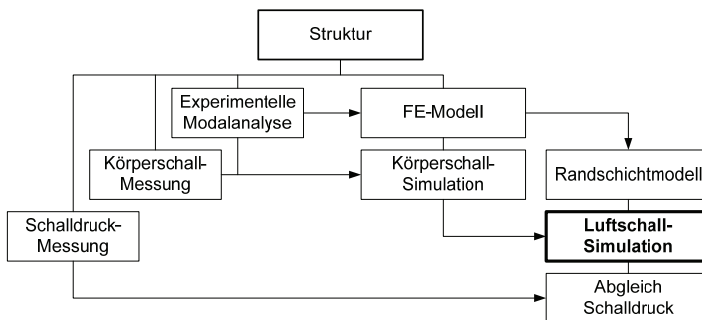 Struktur
Experimentelle
Modalanalyse
FE-Modell
Körperschall-
Messung
Körperschall-
Simulation
Randschichtmodell
Schalldruck-
Messung
Luftschall-
Simulation
Abgleich
Schalldruck